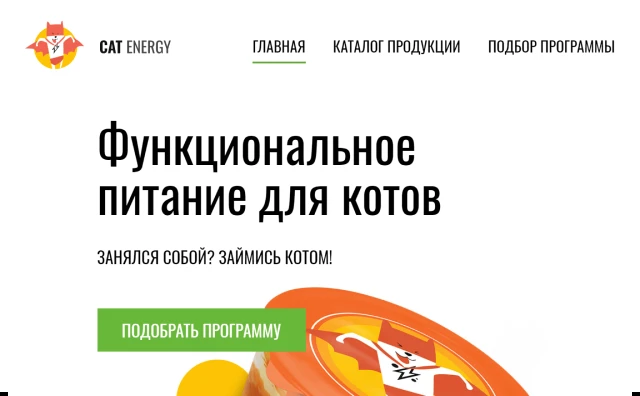 CAT ENERGY
ГЛАВНАЯ
КАТАЛОГ ПРОДУКЦИИ
ПОДБОР ПРОГРАММЫ
Функциональное
питание для котов
ЗАНЯЛСЯ СОБОЙ? ЗАЙМИСЬ КОТОМ!
ПОДОБРАТЬ ПРОГРАММУ